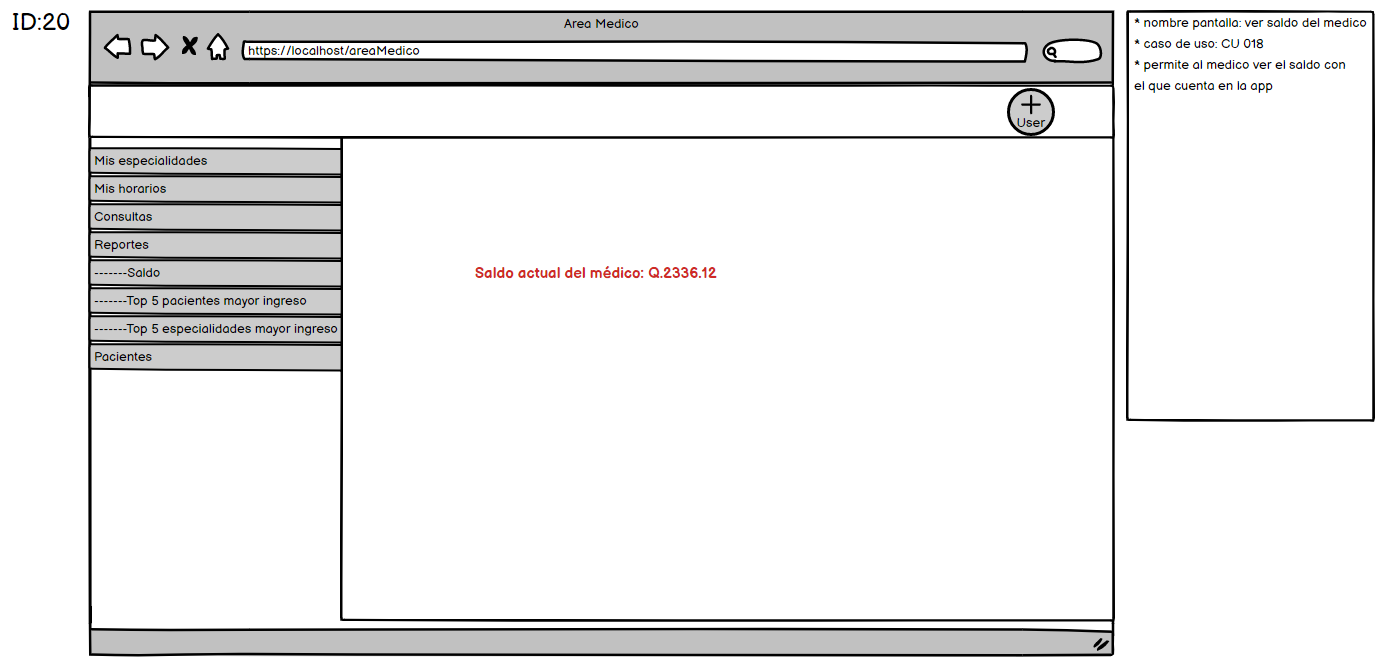 ID:20
Area Medico
https://localhost/areaMedico
User
Mis especialidades
Mis horarios
Consultas
Reportes
-------Saldo
-------Top 5 pacientes mayor ingreso
-------Top 5 especialidades mayor ingreso
Pacientes
Saldo actual del médico: Q.2336.12
* nombre pantalla: ver saldo del medico
* caso de uso: CU 018
* permite al medico ver el saldo con
el que cuenta en la app